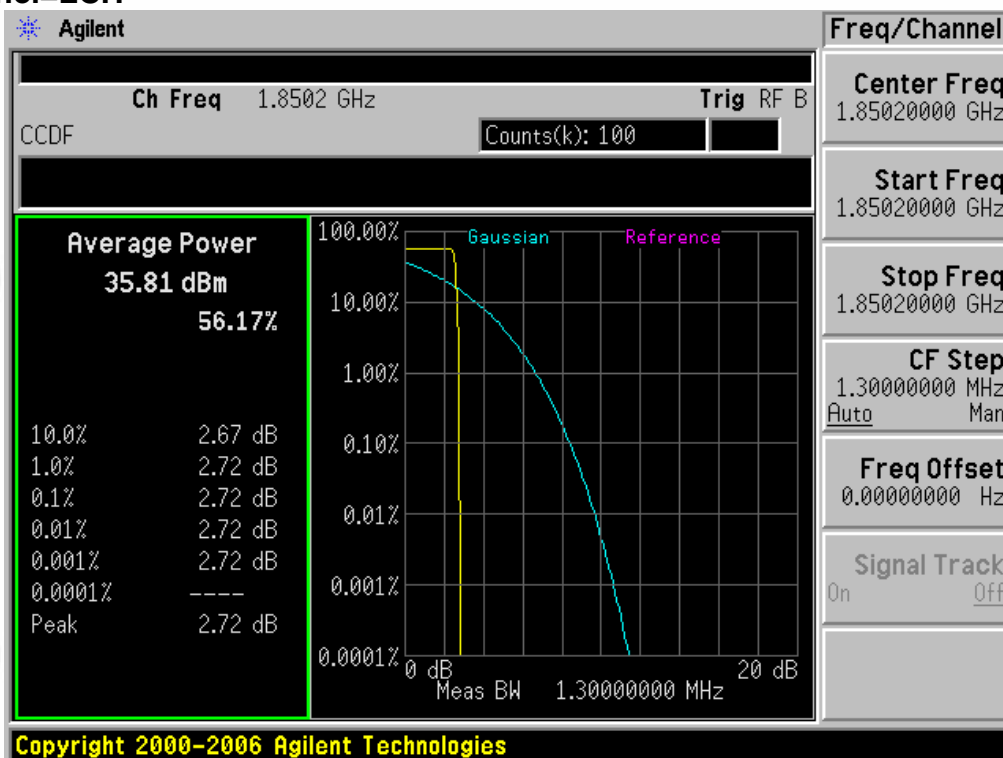 Agilent
Freq/Channel
Ch Freq 1.8502 GHz Trig RF B
CCDF Counts(k): 100
Center Freq
1.85020000 GHz
Start Freq
1.85020000 GHz
Stop Freq
1.85020000 GHz
CF Step
1.30000000 MHz
Auto Man
Freq Offset
0.00000000 Hz
Signal Track
On Off
Average Power
35.81 dBm
56.17%
10.0% 2.67 dB
1.0% 2.72 dB
0.1% 2.72 dB
0.01% 2.72 dB
0.001% 2.72 dB
0.0001% ----
Peak 2.72 dB
Gaussian Reference
100.00%
10.00%
1.00%
0.10%
0.01%
0.001%
0.0001%
0 dB 20 dB
Meas BW 1.30000000 MHz
Copyright 2000-2006 Agilent Technologies